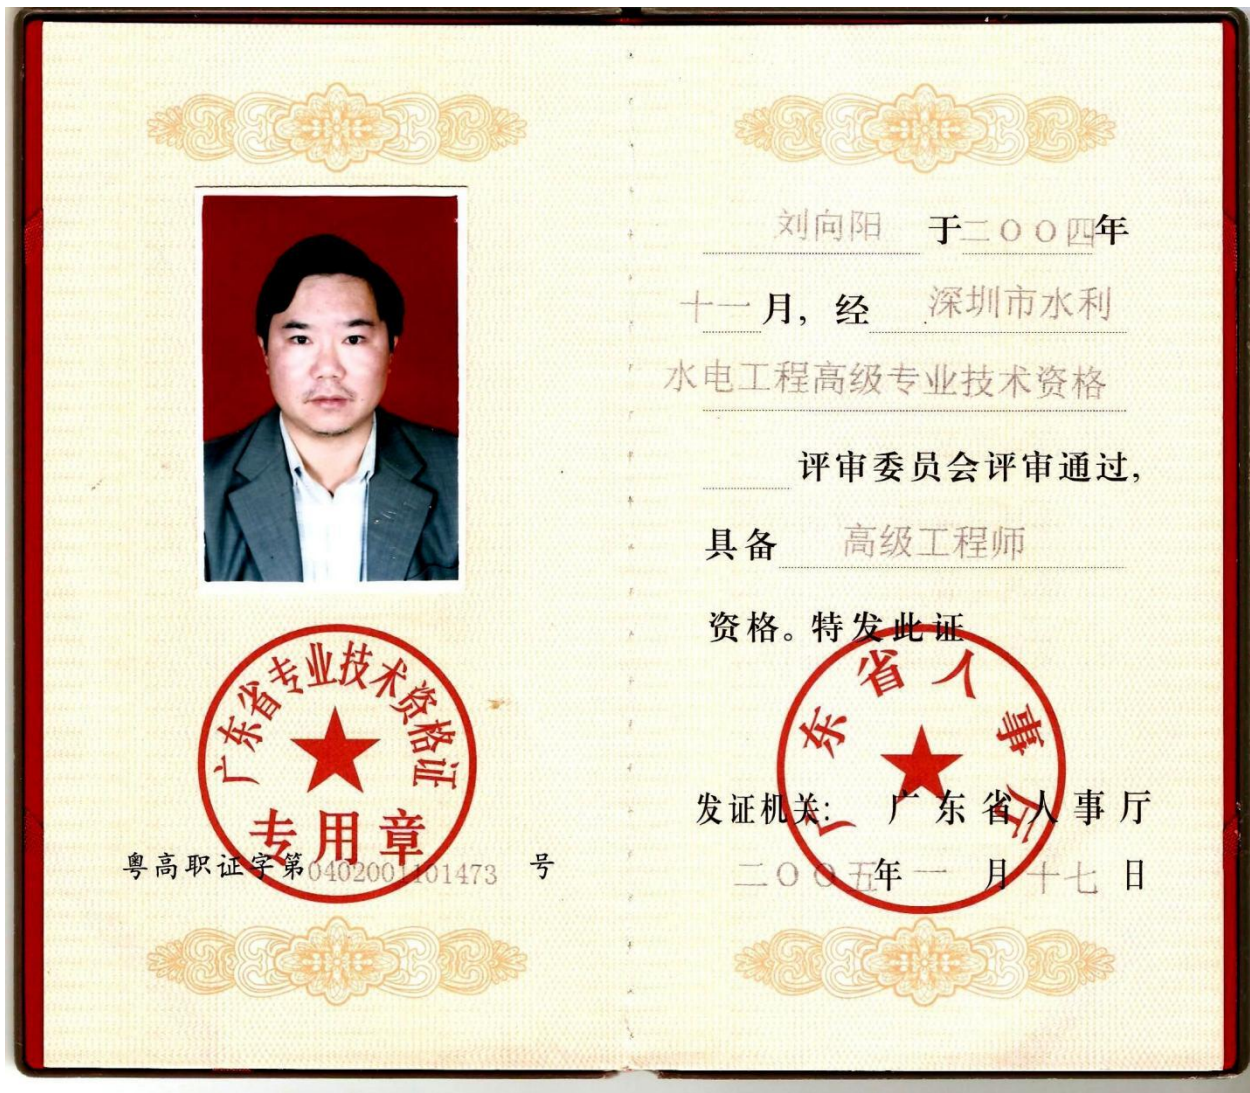 广东省专业技术资格证
专用章
粤高职证字第0402001101473 号
刘向阳 于二〇〇四年
十一月，经 深圳市水利
水电工程高级专业技术资格
评审委员会评审通过，
具备 高级工程师
资格。特发此证
广东省人事厅
发证机关： 广东省人事厅
二〇〇五年一月十七日